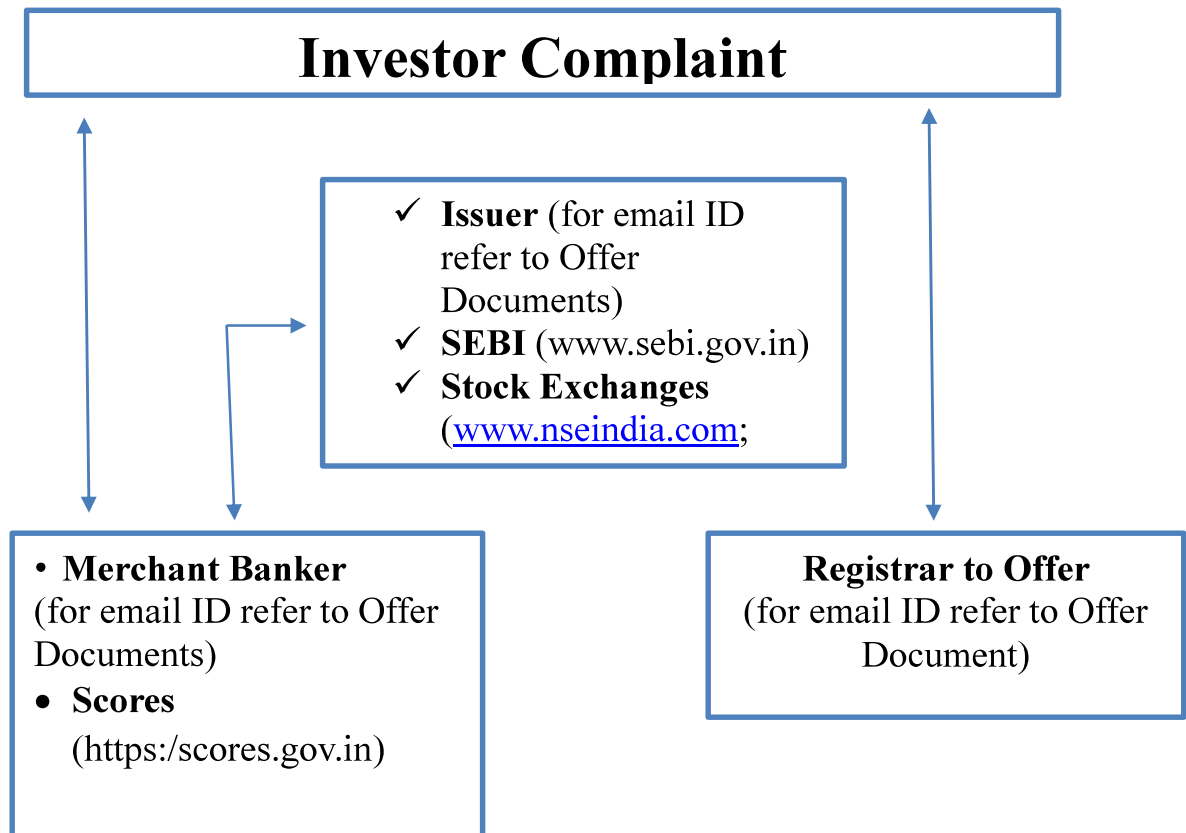 Investor Complaint
✓ Issuer (for email ID
refer to Offer
Documents)
✓ SEBI (www.sebi.gov.in)
✓ Stock Exchanges
(www.nseindia.com;
• Merchant Banker
(for email ID refer to Offer
Documents)
• Scores
(https:/scores.gov.in)
Registrar to Offer
(for email ID refer to Offer
Document)